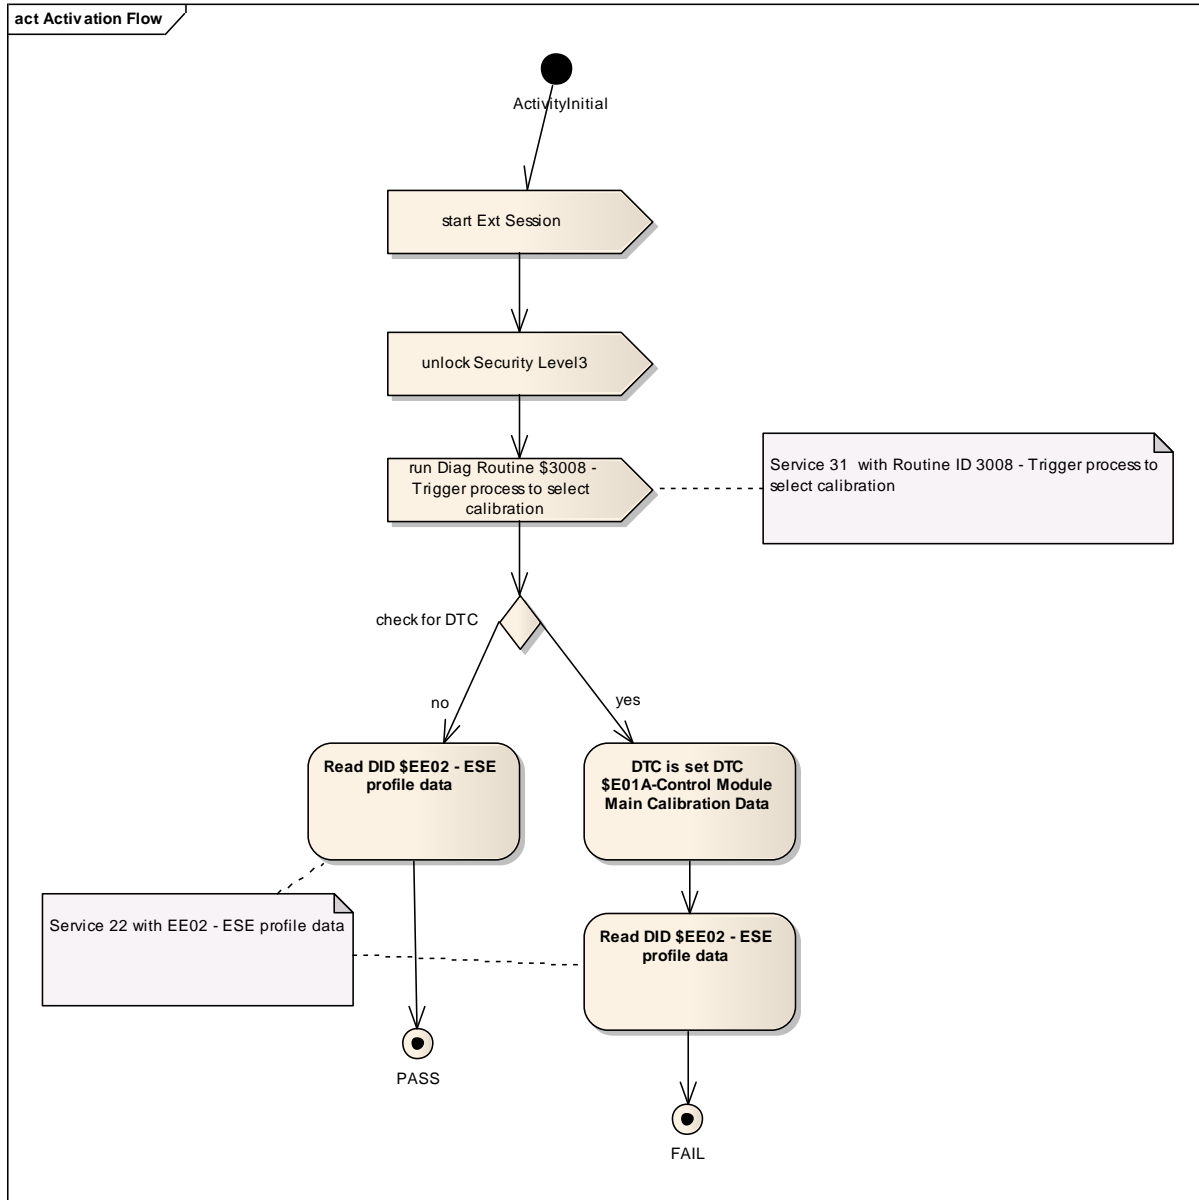 act Activation Flow
ActivityInitial
start Ext Session
unlock Security Level3
run Diag Routine $3008 -
Trigger process to select
calibration
Service 31 with Routine ID 3008 - Trigger process to
select calibration
check for DTC
no
yes
Read DID $EE02 - ESE
profile data
DTC is set DTC
$E01A-Control Module
Main Calibration Data
Service 22 with EE02 - ESE profile data
Read DID $EE02 - ESE
profile data
PASS
FAIL